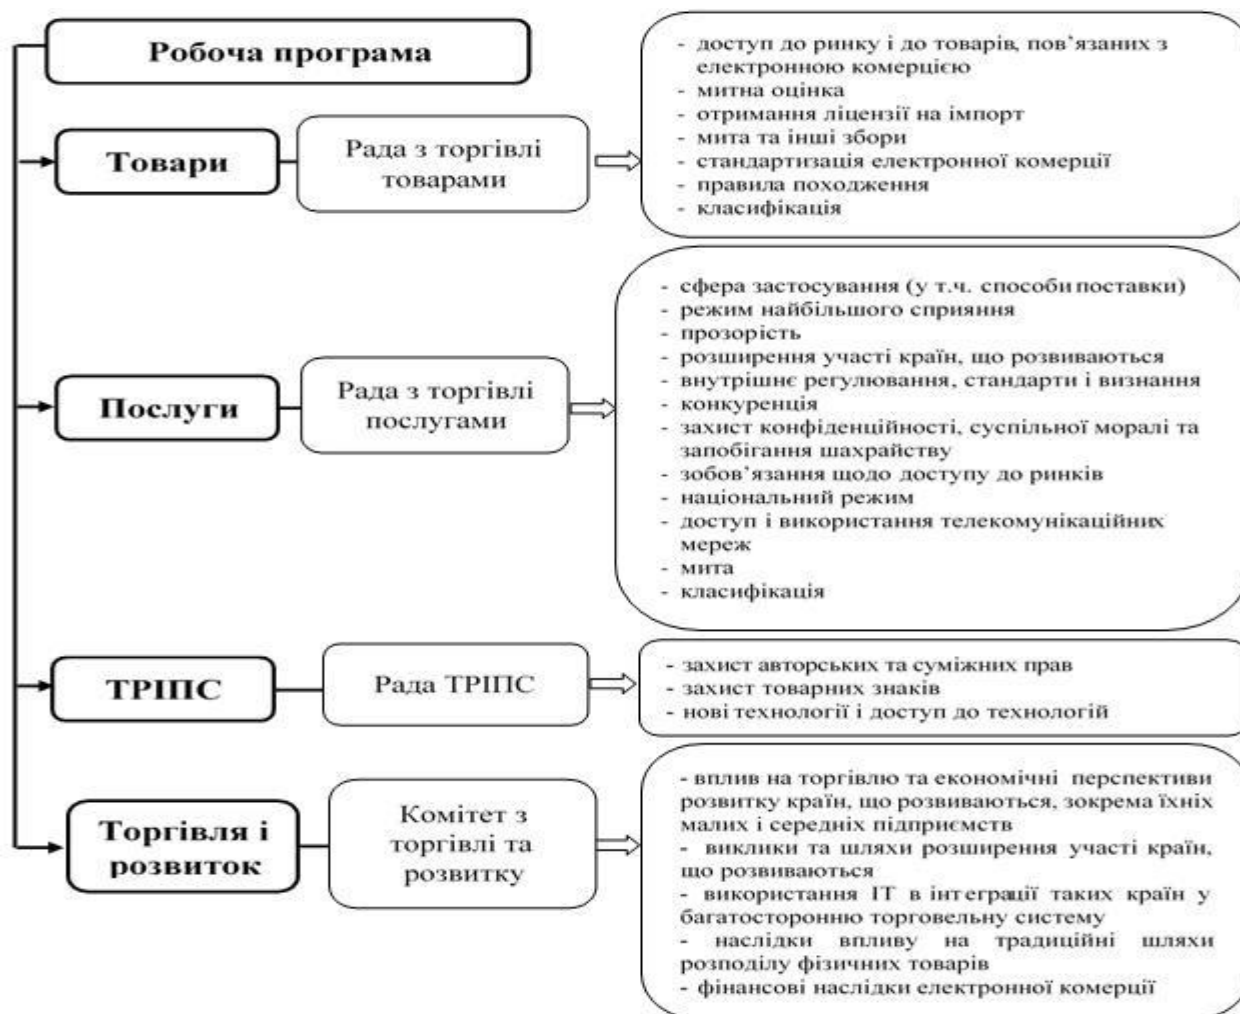 Робоча програма
- доступ до ринку і до товарів, пов’язаних з
електронною комерцією
- митна оцінка
- отримання ліцензії на імпорт
- мита та інші збори
- стандартизація електронної комерції
- правила походження
- класифікація
Товари
Рада з торгівлі
товарами
Послуги
Рада з торгівлі
послугами
- сфера застосування (у т.ч. способи поставки)
- режим найбільшого сприяння
- прозорість
- розширення участі країн, що розвиваються
- внутрішнє регулювання, стандарти і визнання
- конкуренція
- захист конфіденційності, суспільної моралі та
запобігання шахрайству
- зобов’язання щодо доступу до ринків
- національний режим
- доступ і використання телекомунікаційних
мереж
- мита
- класифікація
ТРІПС
Рада ТРІПС
- захист авторських та суміжних прав
- захист товарних знаків
- нові технології і доступ до технологій
Торгівля і
розвиток
Комітет з
торгівлі та
розвитку
- вплив на торгівлю та економічні перспективи
розвитку країн, що розвиваються, зокрема їхніх
малих і середніх підприємств
- виклики та шляхи розширення участі країн,
що розвиваються
- використання ІТ в інтеграції таких країн у
багатосторонню торговельну систему
- наслідки впливу на традиційні шляхи
розподілу фізичних товарів
- фінансові наслідки електронної комерції